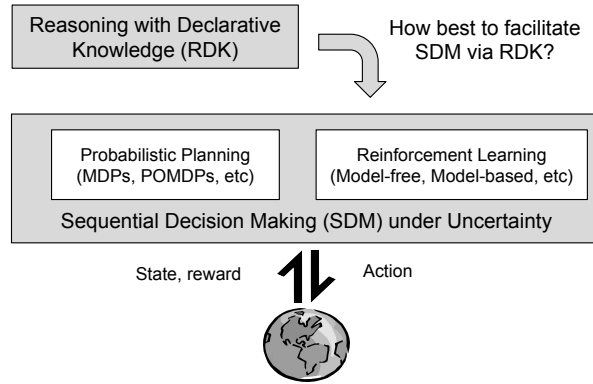 Reasoning with Declarative
Knowledge (RDK)
How best to facilitate
SDM via RDK?
Probabilistic Planning
(MDPs, POMDPs, etc)
Reinforcement Learning
(Model-free, Model-based, etc)
Sequential Decision Making (SDM) under Uncertainty
State, reward
Action